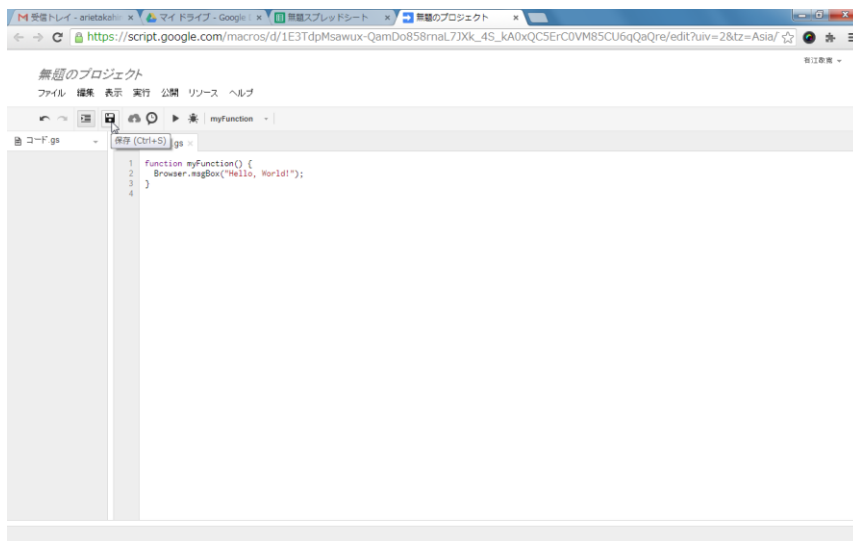 受信トレイ - arietakahi
マイ ドライブ - Google
無題スプレッドシート
無題のプロジェクト
https://script.google.com/macros/d/1E3TdpMsawux-QamDo858rnaL7JXk_4S_kA0xQC5ErC0VM85CU6qQaQre/edit?uiv=2&tz=Asia/
無題のプロジェクト
ファイル 編集 表示 実行 公開 リソース ヘルプ
myFunction
コード.gs
保存 (Ctrl+S)
gs
1 function myFunction() {
2 Browser.msgBox("Hello, World!");
3 }
4